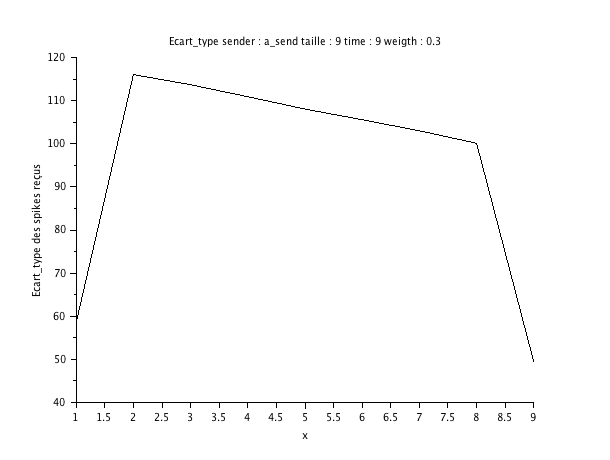 Ecart_type sender : a_send taille : 9 time : 9 weigth : 0.3
120
110
100
90
80
70
60
50
40
Ecart_type des spikes reçus
1 1.5 2 2.5 3 3.5 4 4.5 5 5.5 6 6.5 7 7.5 8 8.5 9
x